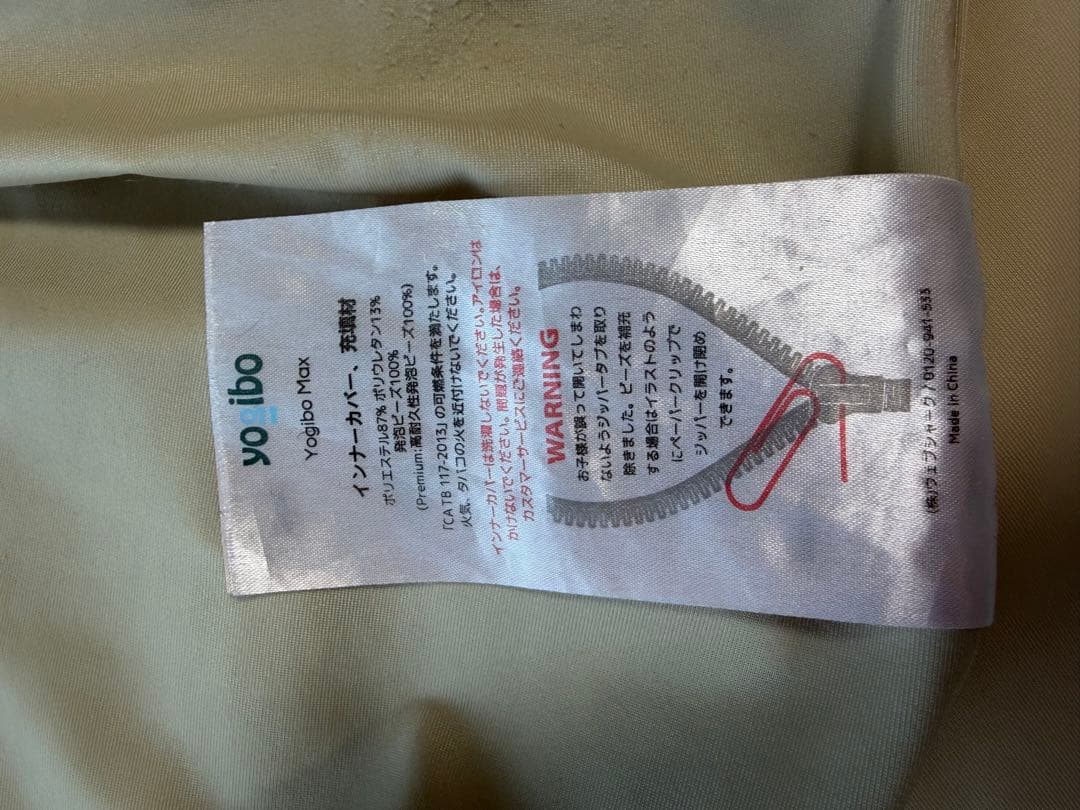 yogibo
Yogibo Max
インナーカバー、充填材
ポリエステル87% ポリウレタン13%
発泡ビーズ100%
(Premium:高耐久性発泡ビーズ100%)
「CA TB 117-2013」の可燃条件を満たします。
火気、タバコの火を近付けないでください。
インナーカバーは洗濯しないでください。アイロンは
かけないでください。問題が発生した場合は、
カスタマーサービスにご連絡ください。
WARNING
お子様が誤って開いてしまわ
ないようジッパータブを取り
除きました。ビーズを補充
する場合はイラストのよう
にペーパークリップで
ジッパーを開け閉め
できます。
(株)ウェブシャーク / 0120-941-533
Made in China